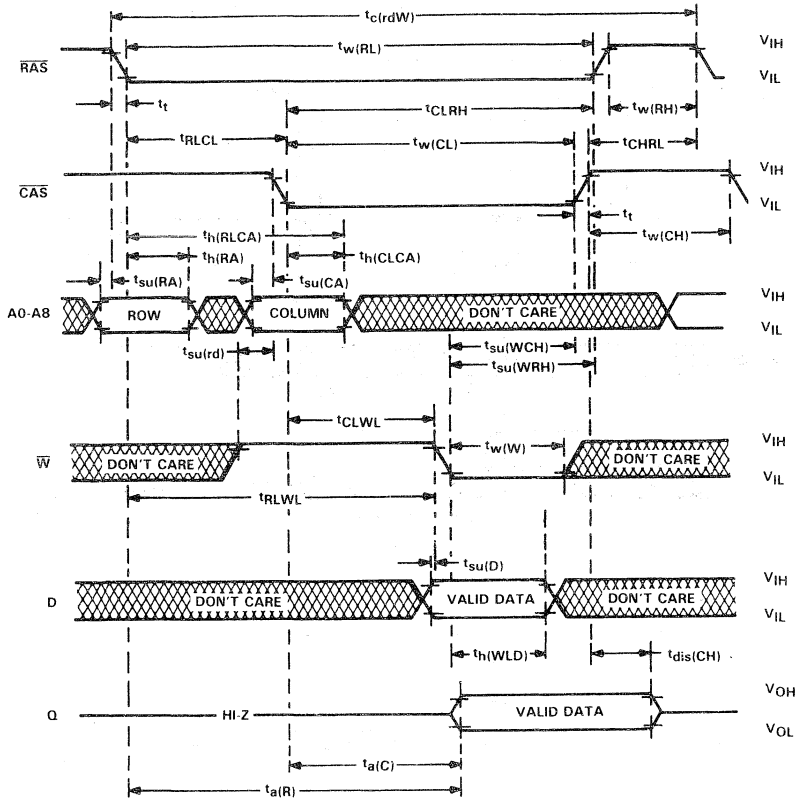 tc(rdW)
tw(RL)
VIH
RAS
VIL
tt
tCLRH
tw(RH)
tRLCL
tw(CL)
tCHRL
VIH
CAS
VIL
tt
th(RLCA)
tw(CH)
th(RA)
th(CLCA)
tsu(RA)
tsu(CA)
VIH
A0-A8
ROW
COLUMN
DON'T CARE
VIL
tsu(rd)
tsu(WCH)
tsu(WRH)
tCLWL
VIH
W
DON'T CARE
tw(W)
DON'T CARE
VIL
tRLWL
tsu(D)
VIH
D
DON'T CARE
VALID DATA
DON'T CARE
VIL
th(WLD)
tdis(CH)
VOH
Q
HI-Z
VALID DATA
VOL
ta(C)
ta(R)